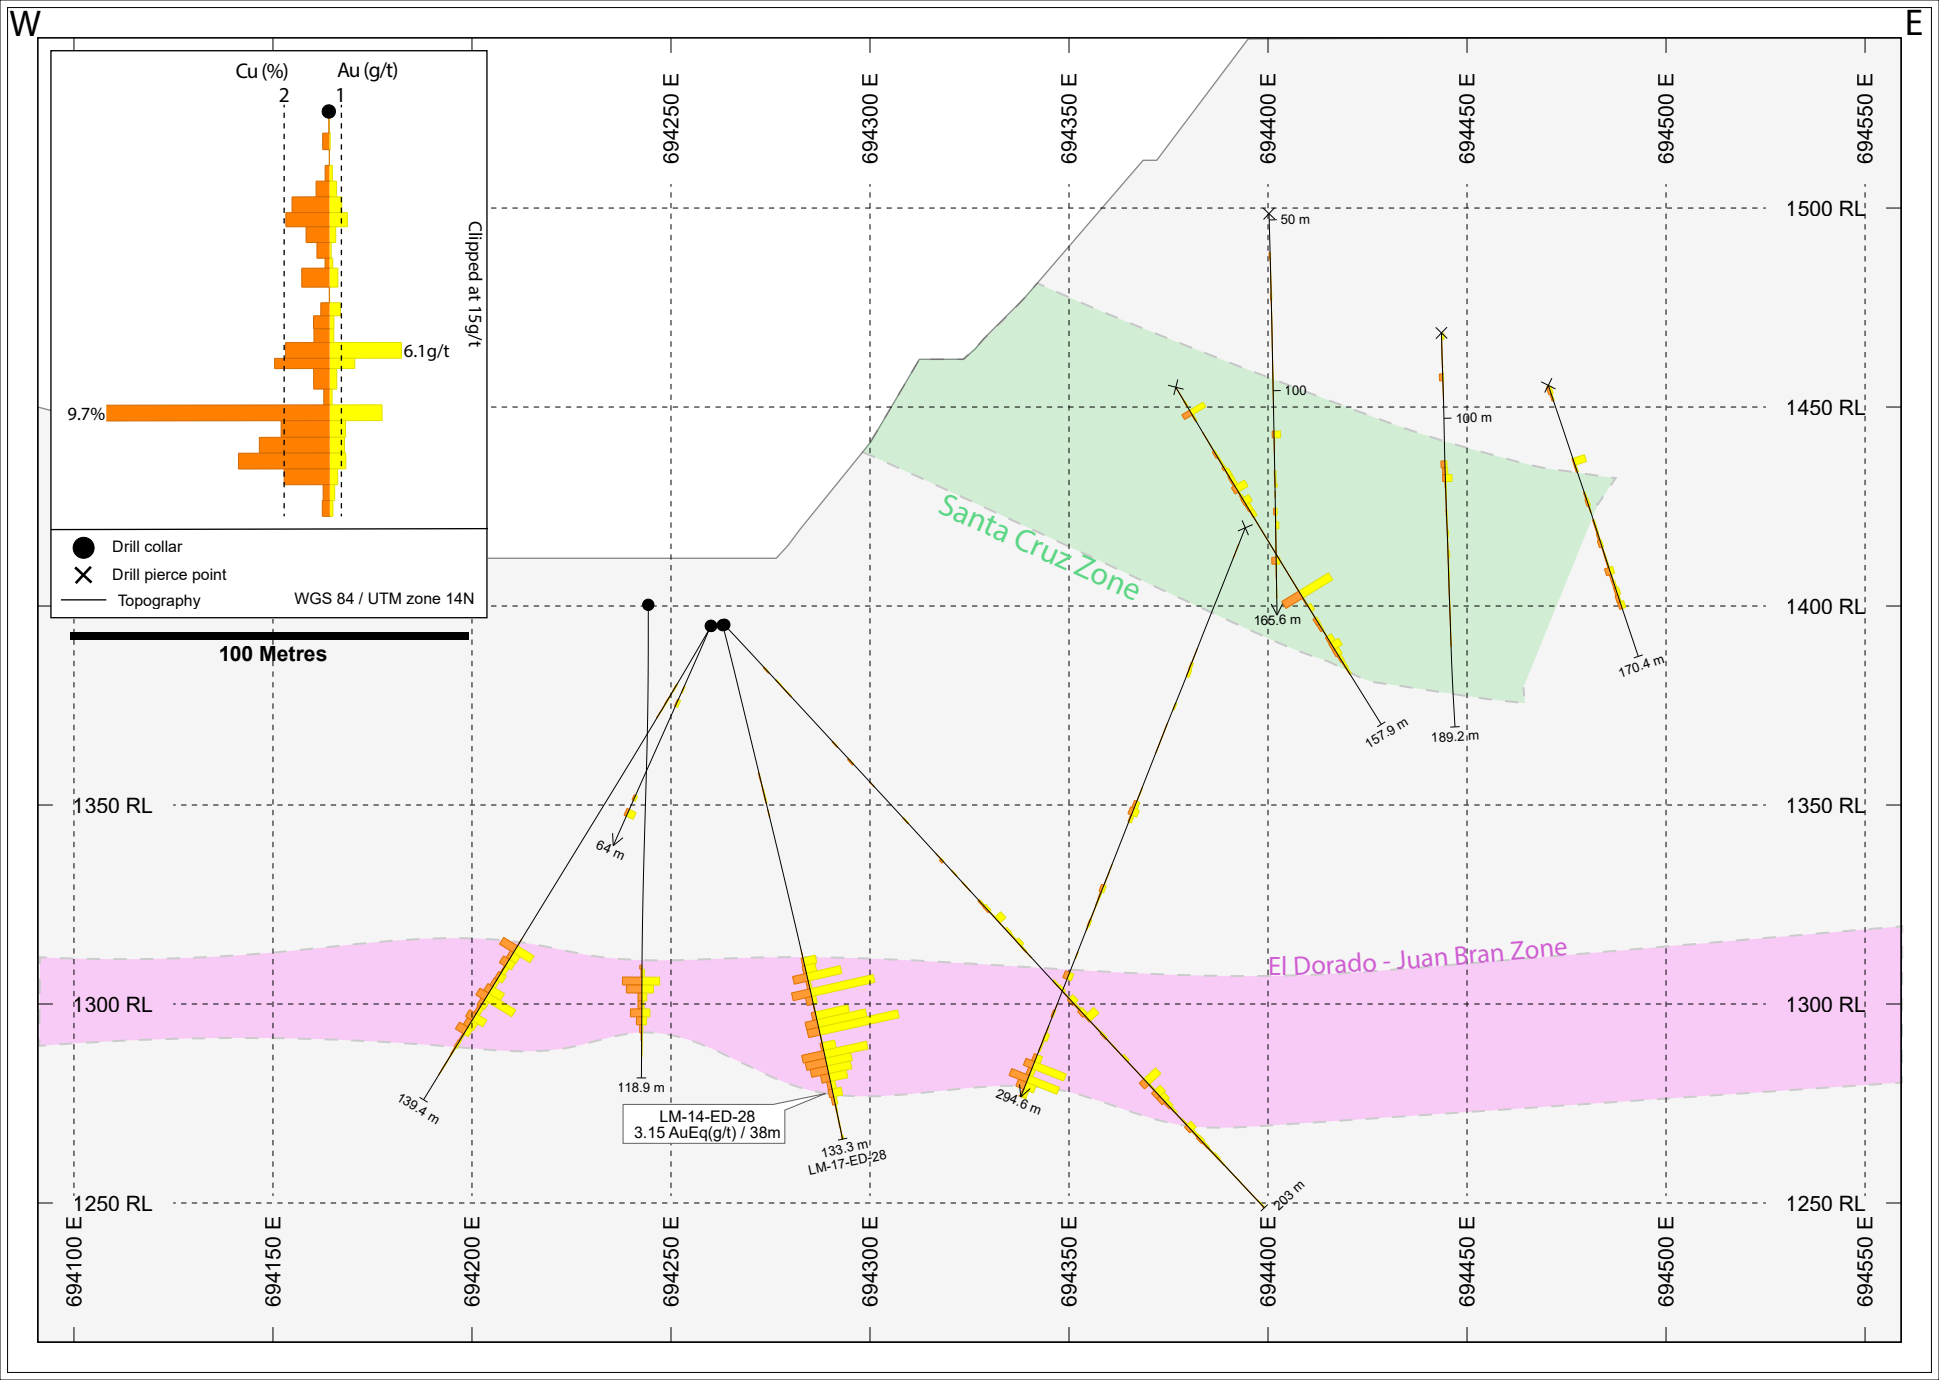 W
E
Cu (%)
Au (g/t)
2
1
Clipped at 15g/t
6.1g/t
9.7%
Drill collar
Drill pierce point
Topography
WGS 84 / UTM zone 14N
100 Metres
694250 E
694300 E
694350 E
694400 E
694450 E
694500 E
694550 E
1500 RL
50 m
100
100 m
1450 RL
Santa Cruz Zone
1400 RL
165.6 m
170.4 m
157.9 m
189.2 m
1350 RL
1350 RL
64 m
El Dorado - Juan Bran Zone
1300 RL
1300 RL
118.9 m
139.4 m
294.6 m
LM-14-ED-28
3.15 AuEq(g/t) / 38m
133.3 m
LM-17-ED-28
203 m
1250 RL
1250 RL
694100 E
694150 E
694200 E
694250 E
694300 E
694350 E
694400 E
694450 E
694500 E
694550 E